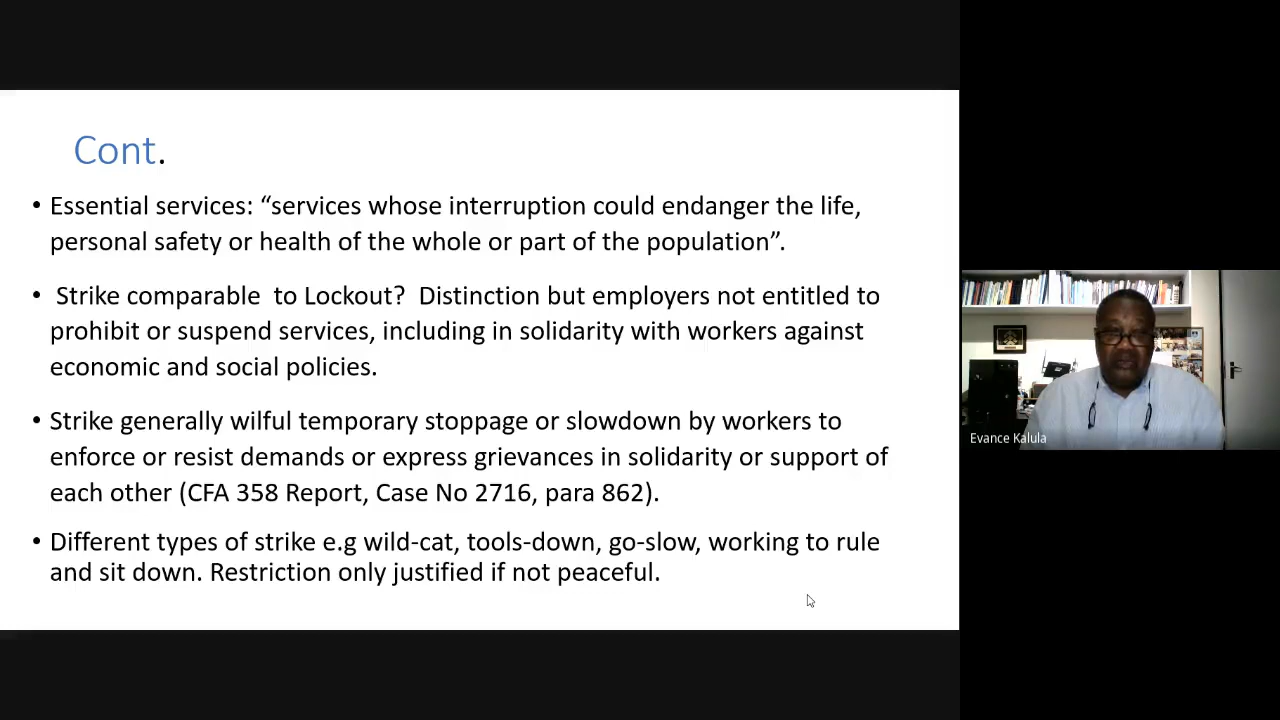 Cont.
• Essential services: “services whose interruption could endanger the life,
personal safety or health of the whole or part of the population”.
• Strike comparable  to Lockout?  Distinction but employers not entitled to
prohibit or suspend services, including in solidarity with workers against
economic and social policies.
• Strike generally wilful temporary stoppage or slowdown by workers to
enforce or resist demands or express grievances in solidarity or support of
each other (CFA 358 Report, Case No 2716, para 862).
• Different types of strike e.g wild-cat, tools-down, go-slow, working to rule
and sit down. Restriction only justified if not peaceful.
Evance Kalula